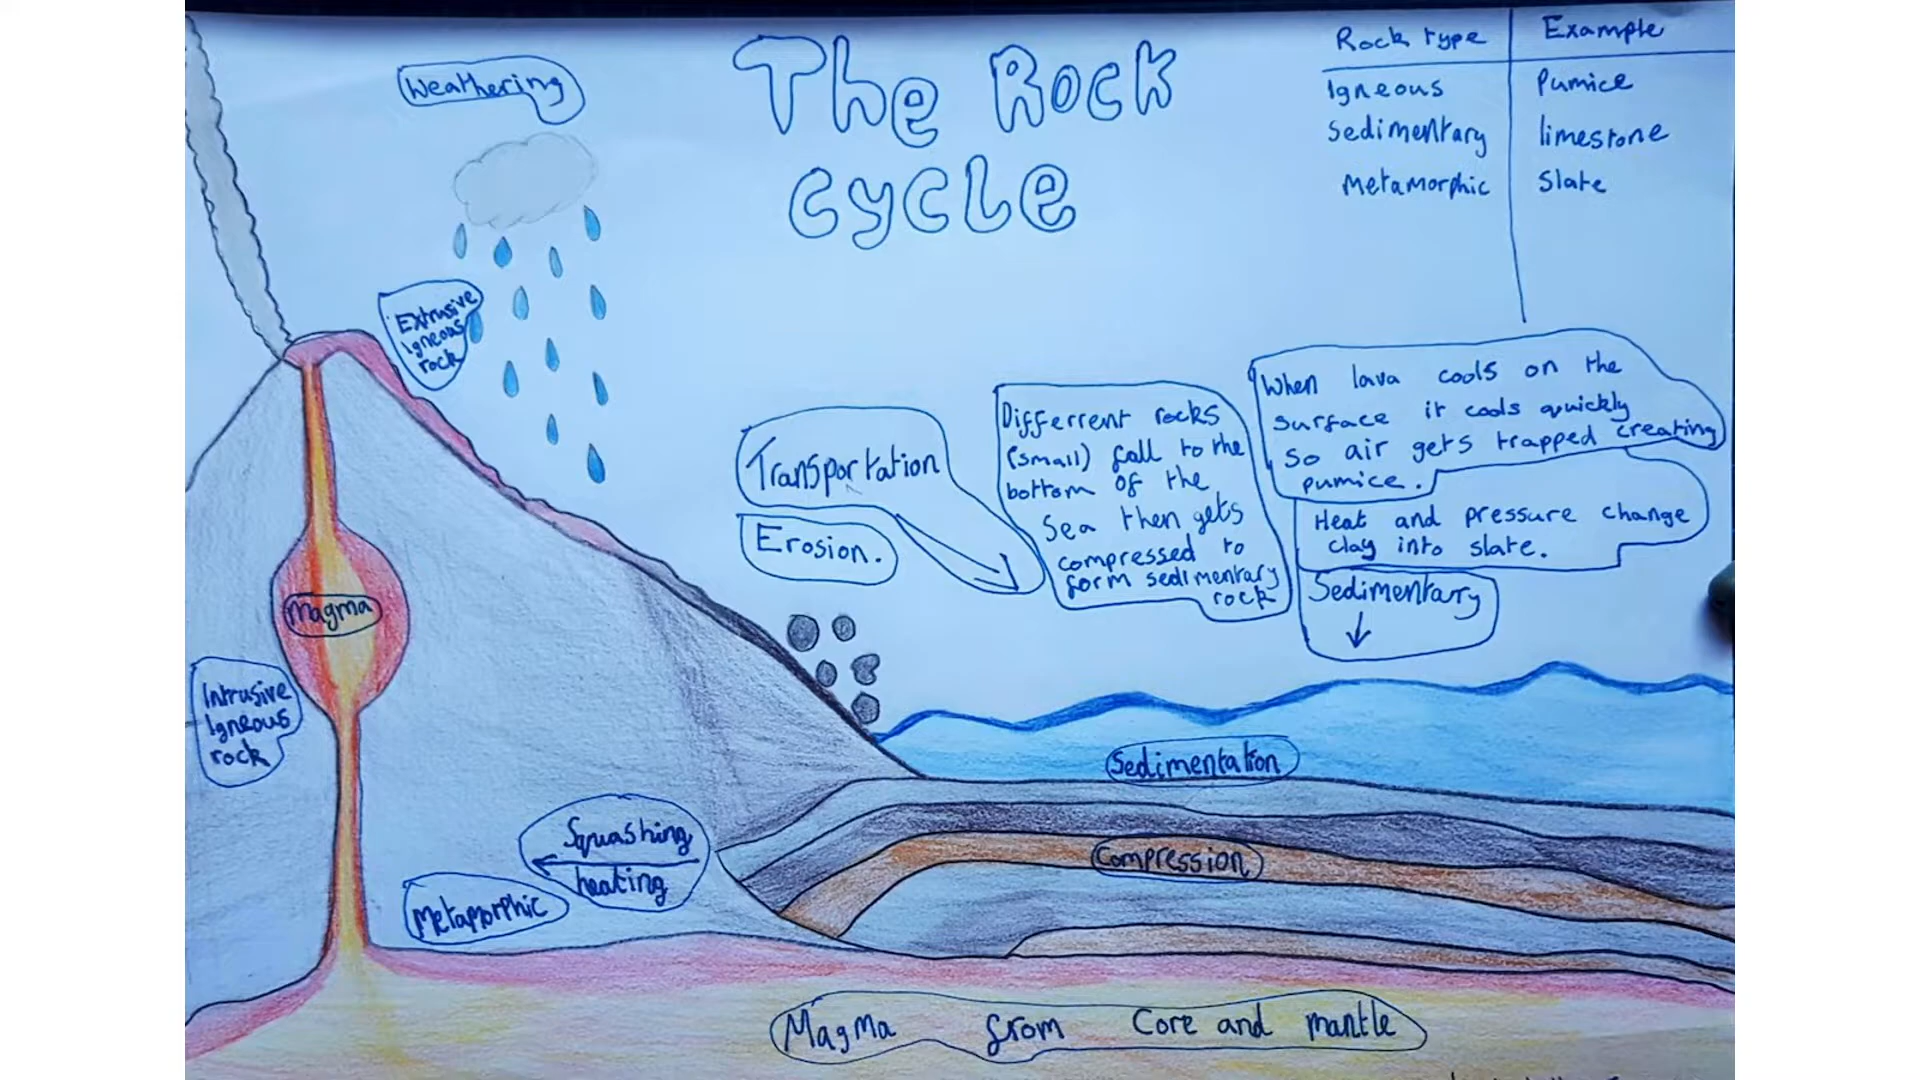 The Rock
cycle
Weathering
Rock type Example
Igneous Pumice
Sedimentary limestone
Metamorphic Slate
Extrusive
Igneous
rock
Transportation
Erosion.
Differrent rocks
(small) fall to the
bottom of the
Sea then gets
compressed to
form sedimentary
rock
When lava cools on the
surface it cools quickly
so air gets trapped creating
pumice.
Heat and pressure change
clay into slate.
Sedimentary
Magma
Intrusive
Igneous
rock
Sedimentation
Squashing
heating
Compression
Metamorphic
Magma from Core and mantle